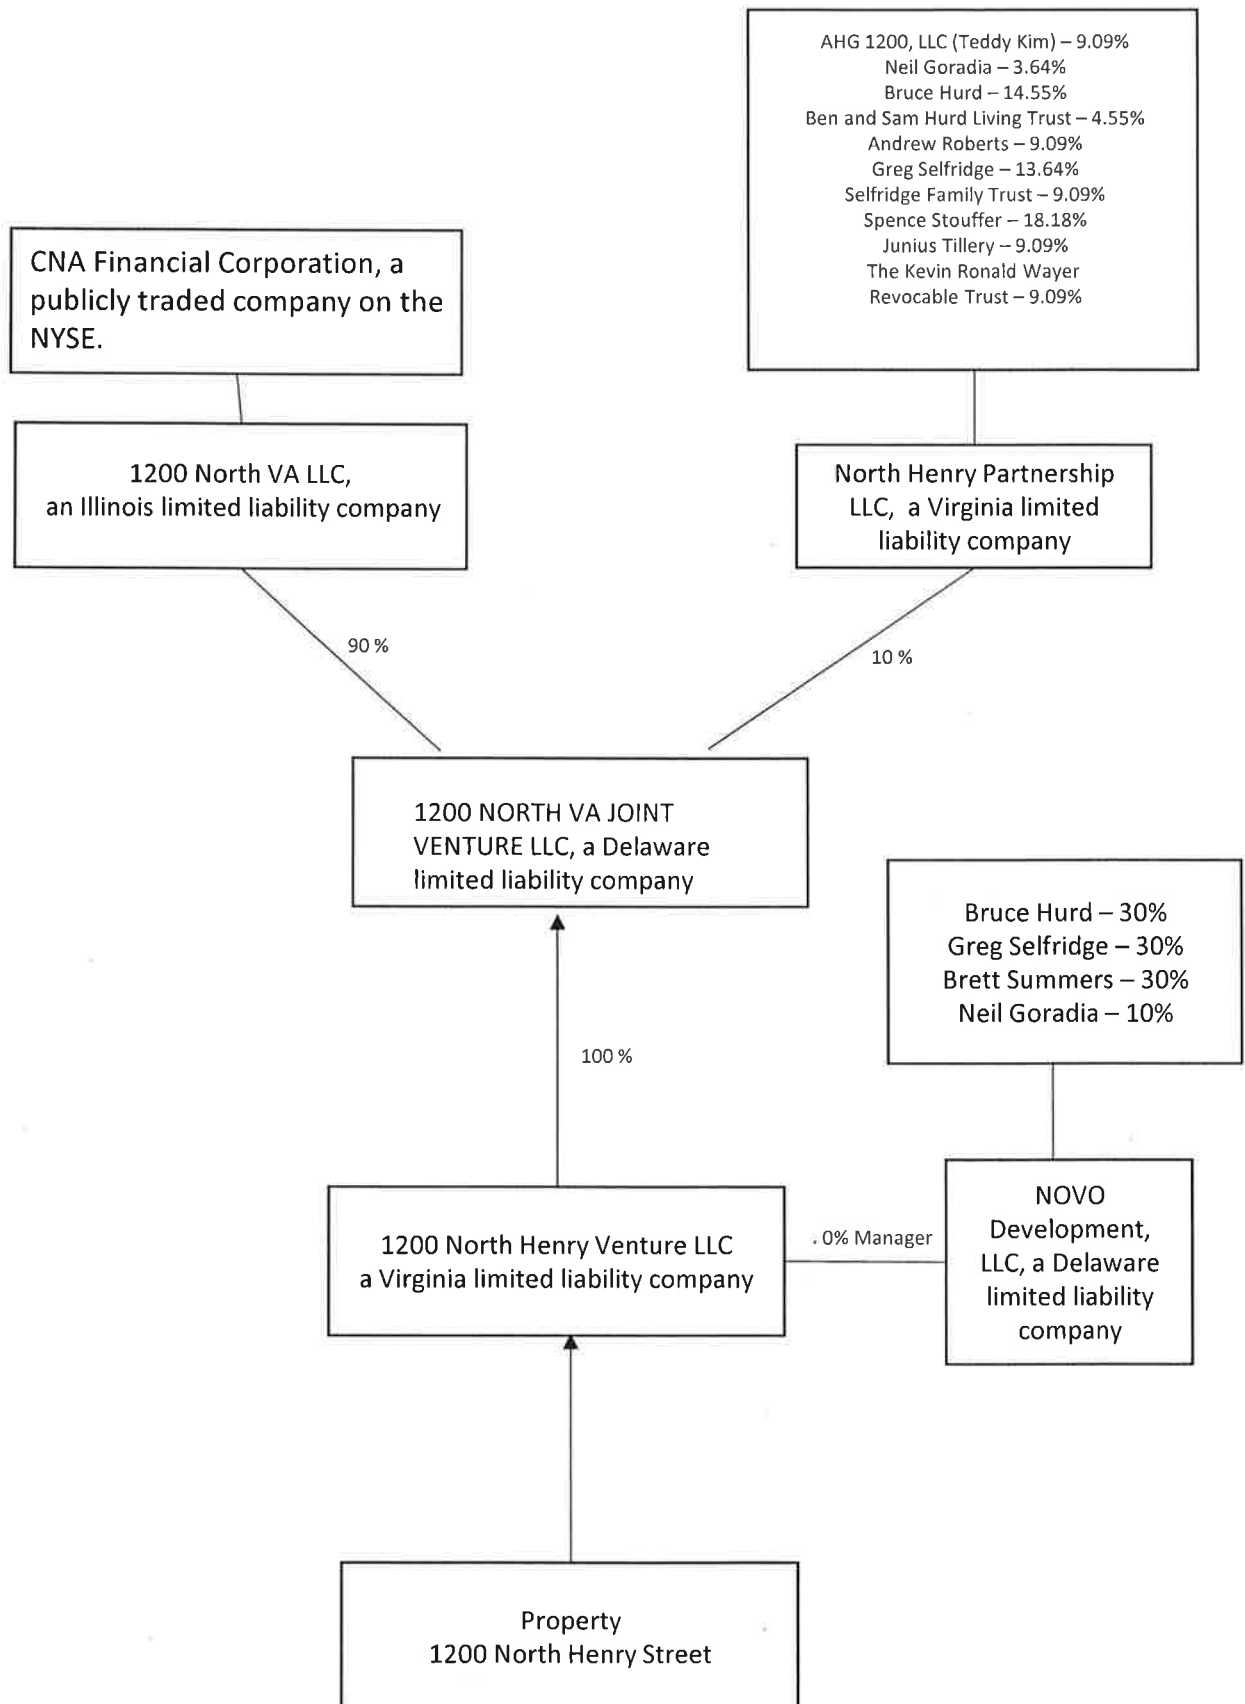 AHG 1200, LLC (Teddy Kim) – 9.09%
Neil Goradia – 3.64%
Bruce Hurd – 14.55%
Ben and Sam Hurd Living Trust – 4.55%
Andrew Roberts – 9.09%
Greg Selfridge – 13.64%
Selfridge Family Trust – 9.09%
Spence Stouffer – 18.18%
Junius Tillery – 9.09%
The Kevin Ronald Wayer
Revocable Trust – 9.09%
CNA Financial Corporation, a
publicly traded company on the
NYSE.
1200 North VA LLC,
an Illinois limited liability company
North Henry Partnership
LLC, a Virginia limited
liability company
90 %
10 %
1200 NORTH VA JOINT
VENTURE LLC, a Delaware
limited liability company
Bruce Hurd – 30%
Greg Selfridge – 30%
Brett Summers – 30%
Neil Goradia – 10%
100 %
NOVO
Development,
LLC, a Delaware
limited liability
company
1200 North Henry Venture LLC
a Virginia limited liability company
. 0% Manager
Property
1200 North Henry Street